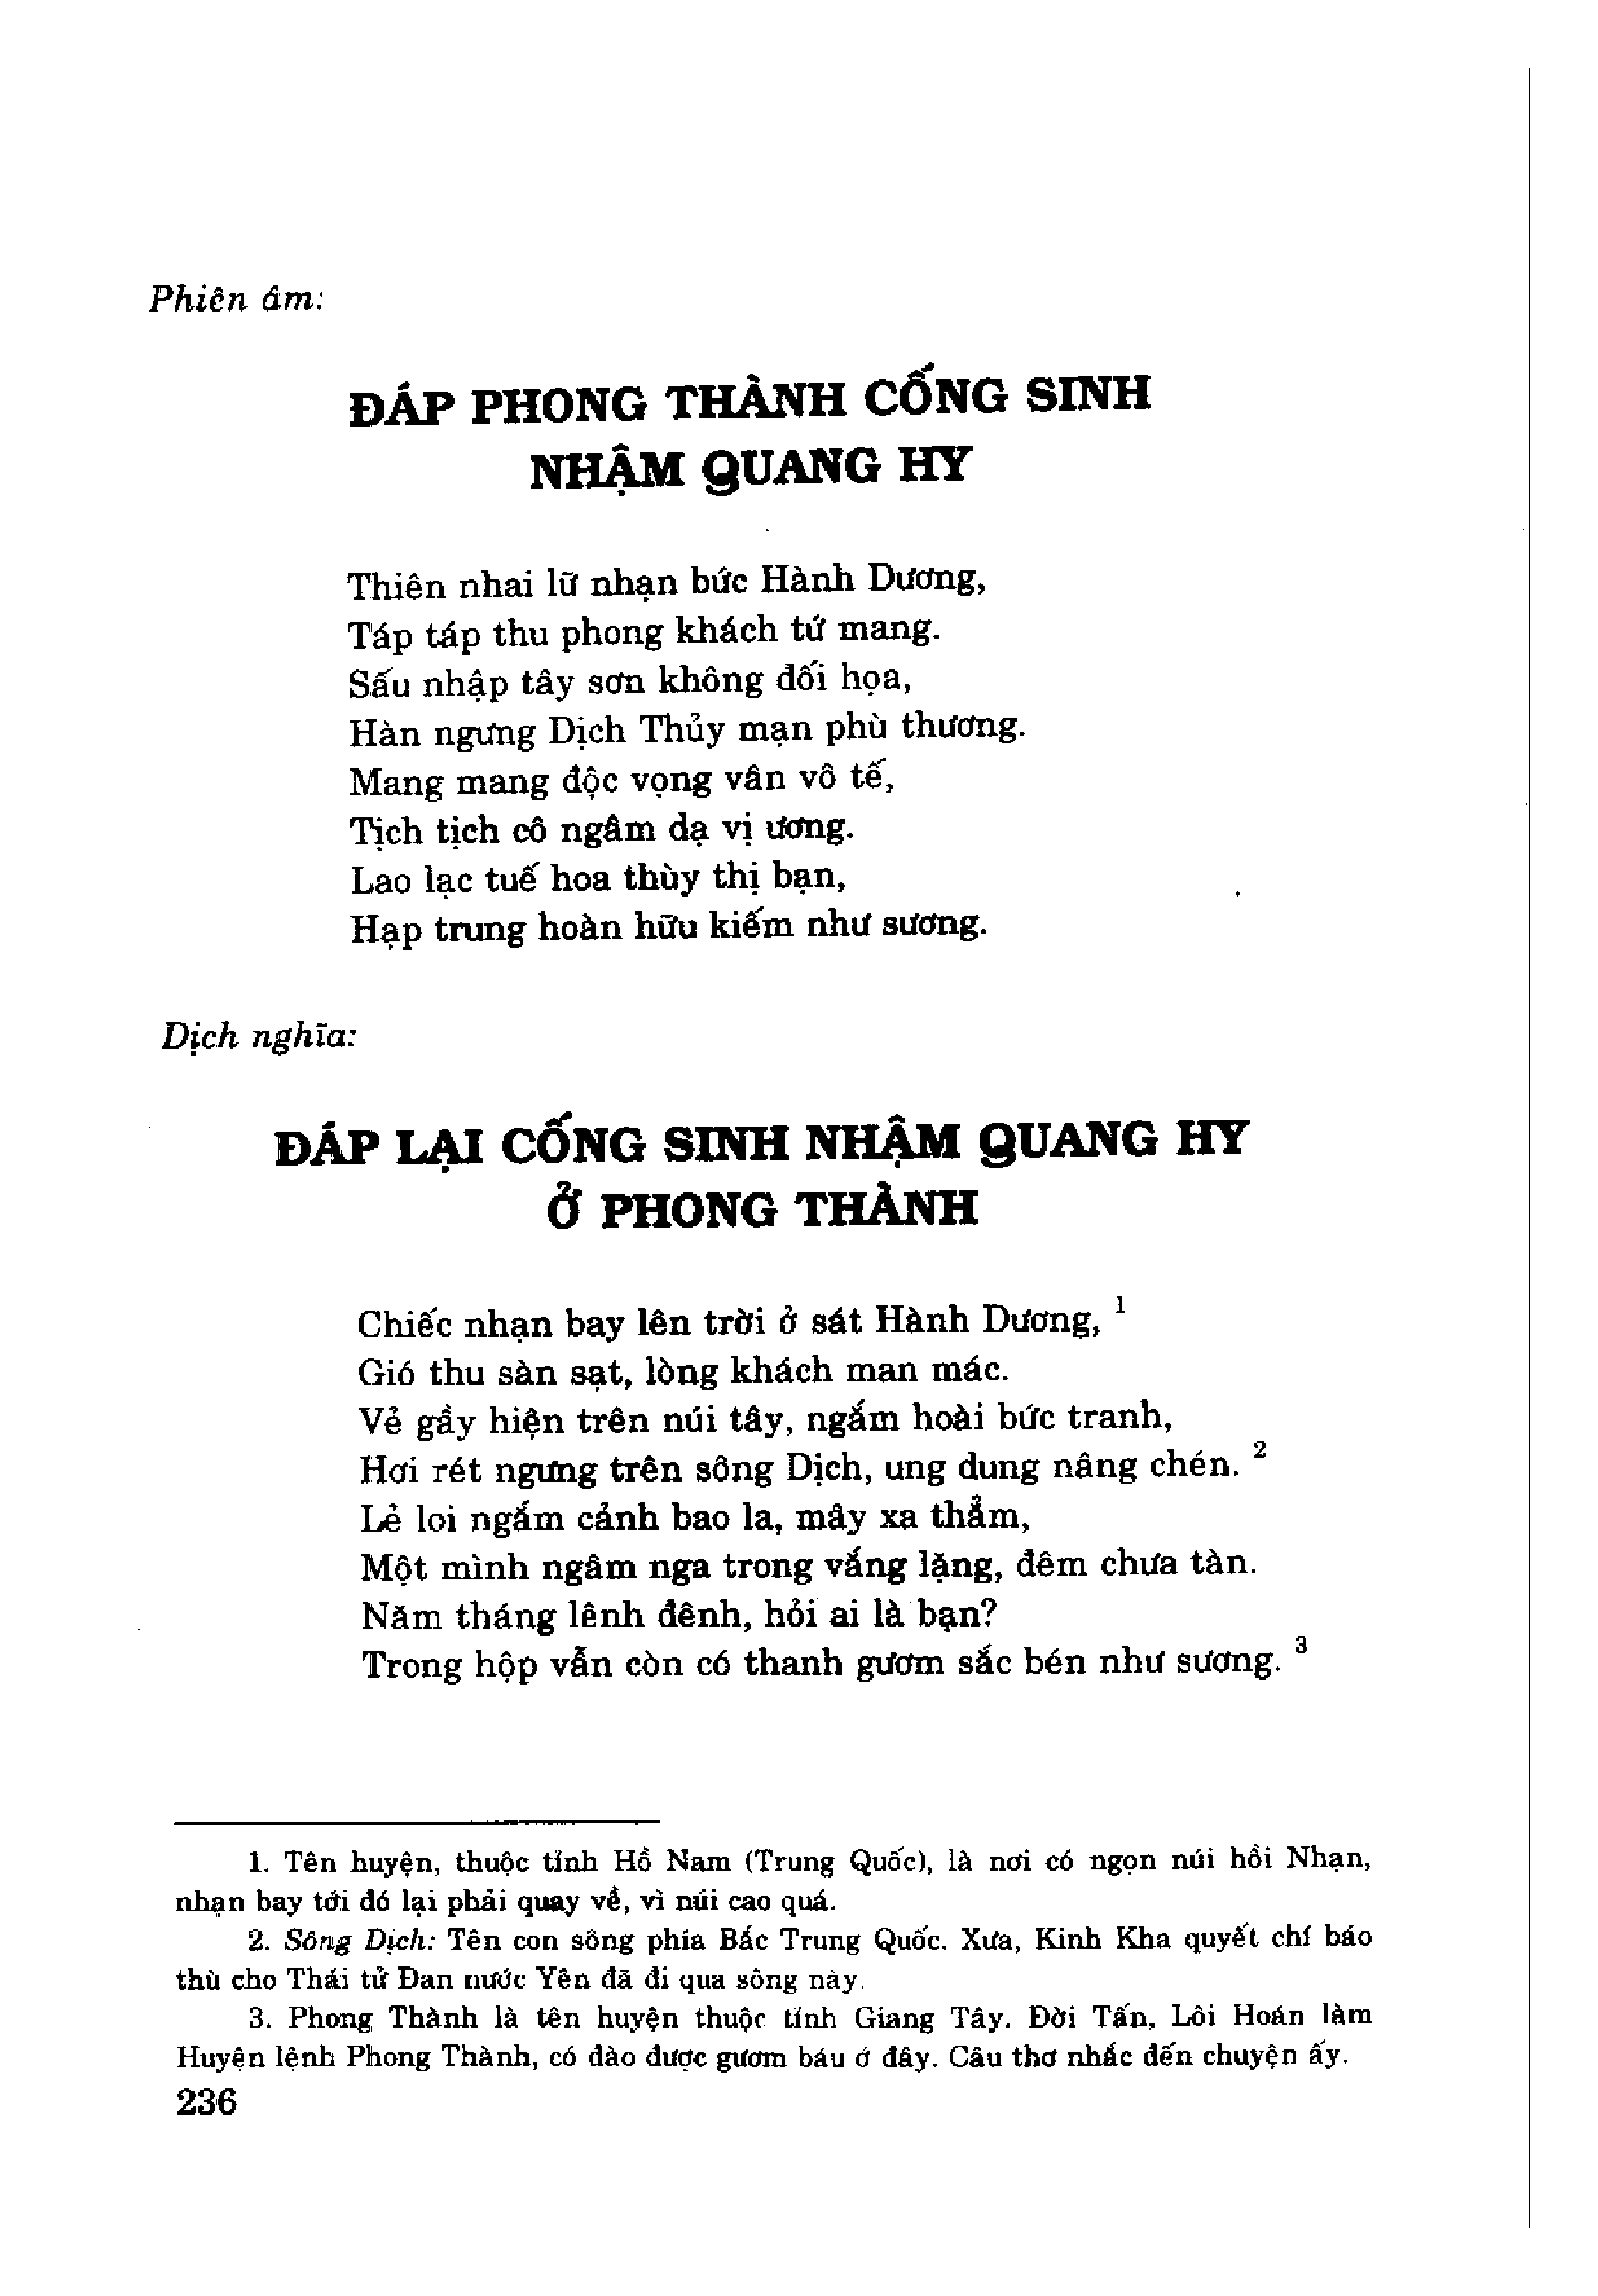 Phiên âm:
ĐÁP PHONG THÀNH CỐNG SINH
NHẬM QUANG HY
Thiên nhai lữ nhạn bức Hành Dương,
Táp táp thu phong khách tứ mang.
Sấu nhập tây sơn không đối họa,
Hàn ngưng Dịch Thủy mạn phù thương.
Mang mang độc vọng vân vô tế,
Tịch tịch cô ngâm dạ vị ương.
Lao lạc tuế hoa thùy thị bạn,
Hạp trung hoàn hữu kiếm như sương.
Dịch nghĩa:
ĐÁP LẠI CỐNG SINH NHẬM QUANG HY
Ở PHONG THÀNH
Chiếc nhạn bay lên trời ở sát Hành Dương, 1
Gió thu sàn sạt, lòng khách man mác.
Vẻ gầy hiện trên núi tây, ngắm hoài bức tranh,
Hơi rét ngưng trên sông Dịch, ung dung nâng chén. 2
Lẻ loi ngắm cảnh bao la, mây xa thẳm,
Một mình ngâm nga trong vắng lặng, đêm chưa tàn.
Năm tháng lênh đênh, hỏi ai là bạn?
Trong hộp vẫn còn có thanh gươm sắc bén như sương. 3
1. Tên huyện, thuộc tỉnh Hồ Nam (Trung Quốc), là nơi có ngọn núi hồi Nhạn,
nhạn bay tới đó lại phải quay về, vì núi cao quá.
2. Sông Dịch: Tên con sông phía Bắc Trung Quốc. Xưa, Kinh Kha quyết chí báo
thù cho Thái tử Đan nước Yên đã đi qua sông này.
3. Phong Thành là tên huyện thuộc tỉnh Giang Tây. Đời Tấn, Lôi Hoán làm
Huyện lệnh Phong Thành, có đào được gươm báu ở đây. Câu thơ nhắc đến chuyện ấy.
236